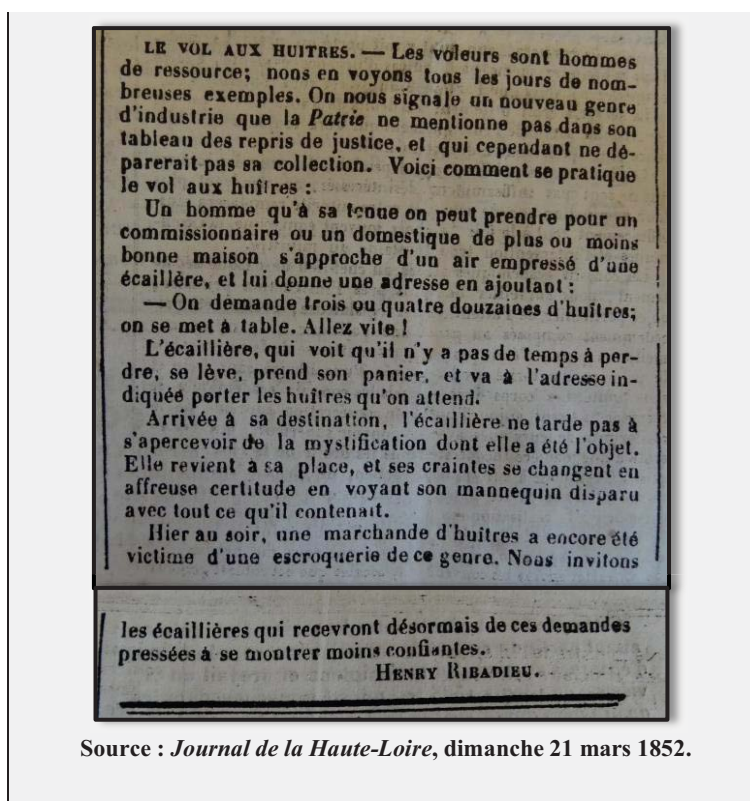 LE VOL AUX HUITRES. — Les voleurs sont hommes
de ressource; nons en voyons tous les jours de nom-
breuses exemples. On nous signale un nouveau genre
d'industrie que la Patrie ne mentionne pas dans son
tableau des repris de justice, et qui cependant ne dé-
parerait pas sa collection. Voici comment se pratique
le vol aux huîtres :
Un homme qu'à sa tenue on peut prendre pour un
commissionnaire ou un domestique de plus ou moins
bonne maison s'approche d'un air empressé d'une
écaillère, et lui donne une adresse en ajoutant :
— On demande trois ou quatre douzaines d'huîtres;
on se met à table. Allez vite !
L'écaillière, qui voit qu'il n'y a pas de temps à per-
dre, se lève, prend son panier, et va à l'adresse in-
diquée porter les huîtres qu'on attend.
Arrivée à sa destination, l'écaillière ne tarde pas à
s'apercevoir de la mystification dont elle a été l'objet.
Elle revient à sa place, et ses craintes se changent en
affreuse certitude en voyant son mannequin disparu
avec tout ce qu'il contenait.
Hier au soir, une marchande d'huîtres a encore été
victime d'une escroquerie de ce genre. Nous invitons
les écaillières qui recevront désormais de ces demandes
pressées à se montrer moins confiantes.
HENRY RIBADIEU.
Source : Journal de la Haute-Loire, dimanche 21 mars 1852.